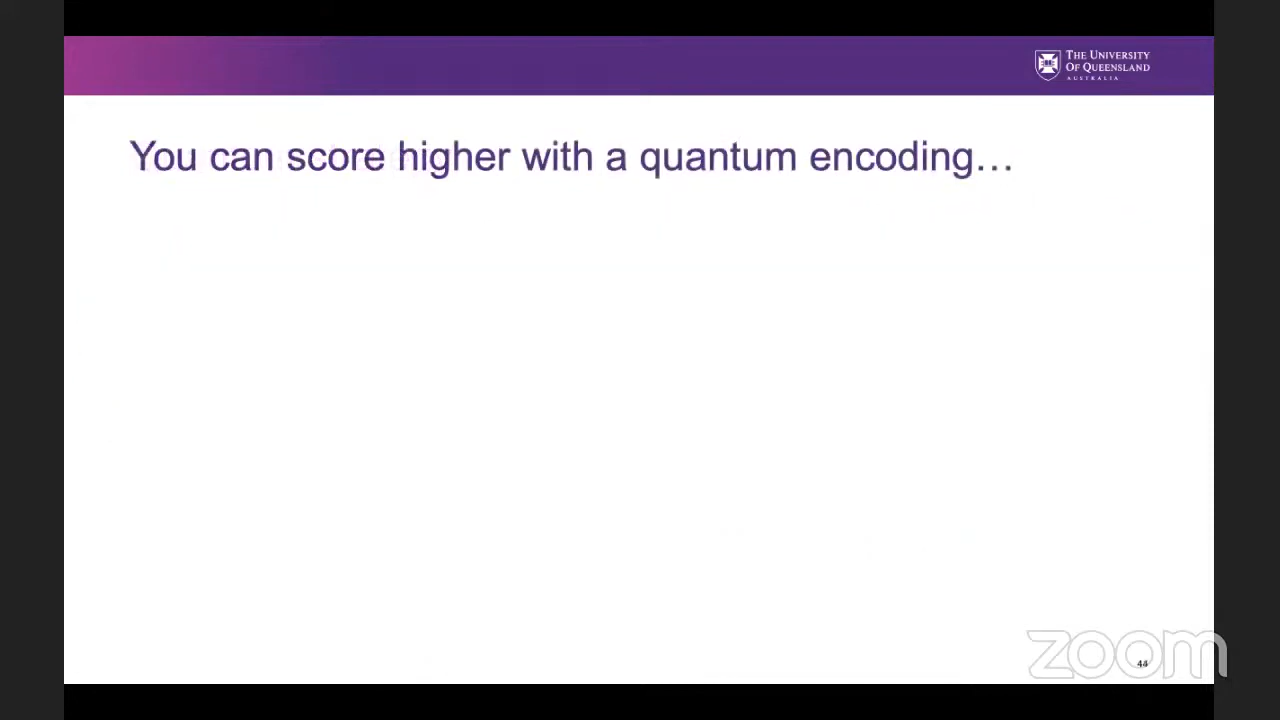 THE UNIVERSITY
OF QUEENSLAND
AUSTRALIA
You can score higher with a quantum encoding…
zoom
44